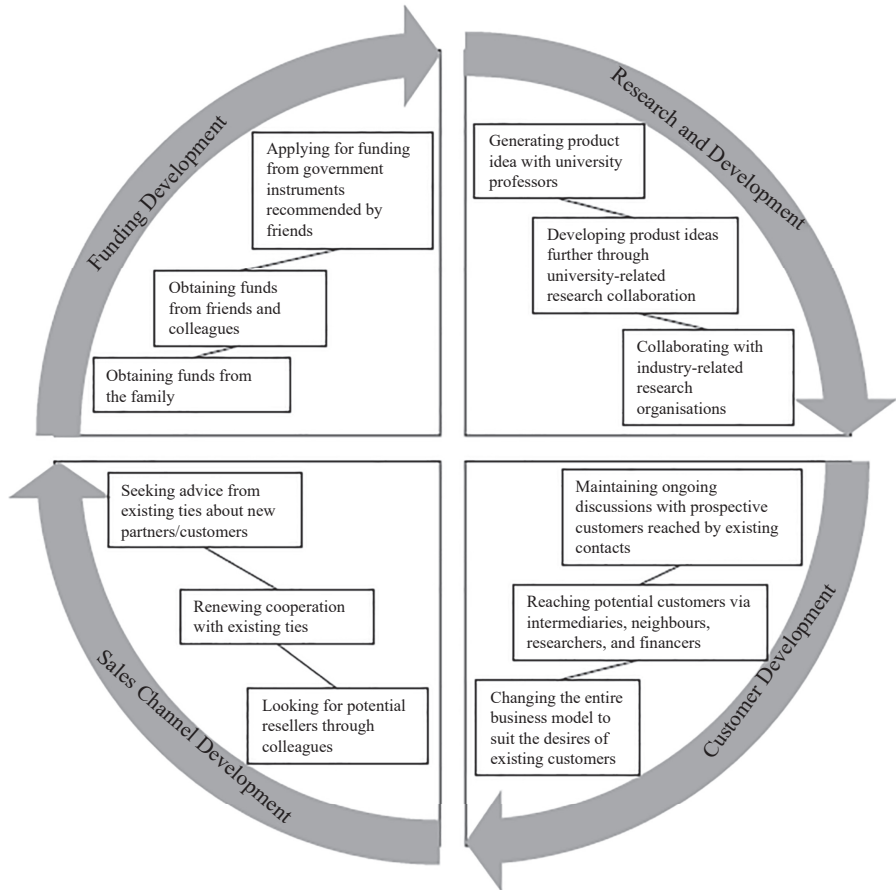 Funding Development
Applying for funding
from government
instruments
recommended by
friends
Obtaining funds
from friends and
colleagues
Obtaining funds from
the family
Research and Development
Generating product
idea with university
professors
Developing product ideas
further through
university-related
research collaboration
Collaborating with
industry-related
research
organisations
Sales Channel Development
Seeking advice from
existing ties about new
partners/customers
Renewing cooperation
with existing ties
Looking for potential
resellers through
colleagues
Customer Development
Maintaining ongoing
discussions with prospective
customers reached by existing
contacts
Reaching potential customers via
intermediaries, neighbours,
researchers, and financers
Changing the entire
business model to
suit the desires of
existing customers